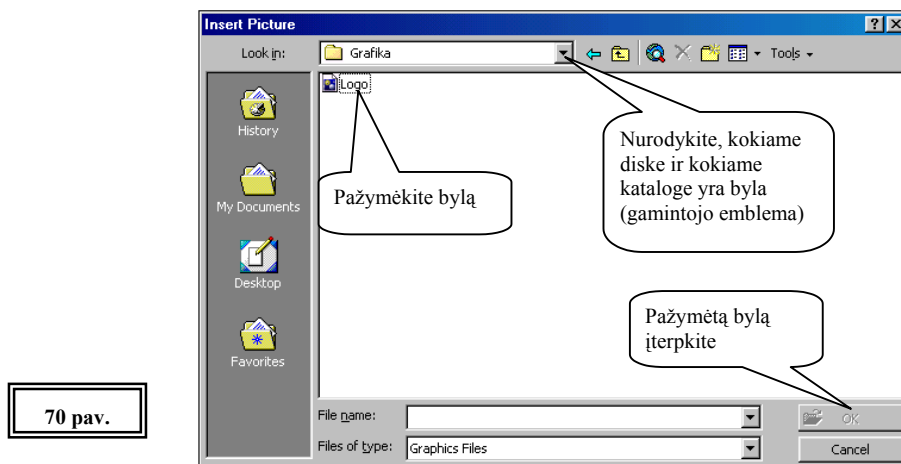 Insert Picture
Look in:
Grafika
Tools
History
My Documents
Desktop
Favorites
Logo
Pažymėkite bylą
Nurodykite, kokiame
diske ir kokiame
kataloge yra byla
(gamintojo emblema)
Pažymėtą bylą
įterpkite
70 pav.
File name:
OK
Files of type:
Graphics Files
Cancel